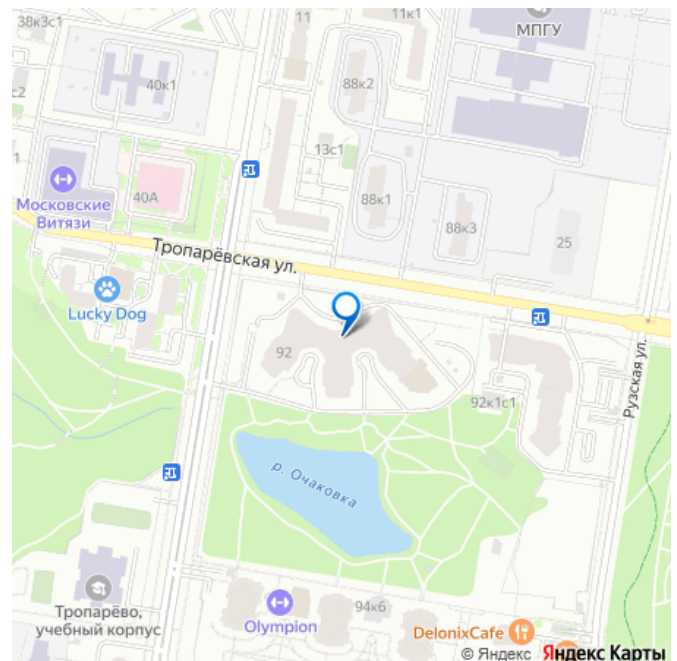 38к3с1
11
11к1
МПГУ
40к1
88к2
с2
13с1
1
40А
Московские
Витязи
88к1
88к3
25
Тропарёвская ул.
Lucky Dog
92
Рузская ул.
92к1с1
р. Очаковка
Тропарёво,
учебный корпус
94к6
Olympion
DelonixCafe
© Яндекс Яндекс Карты